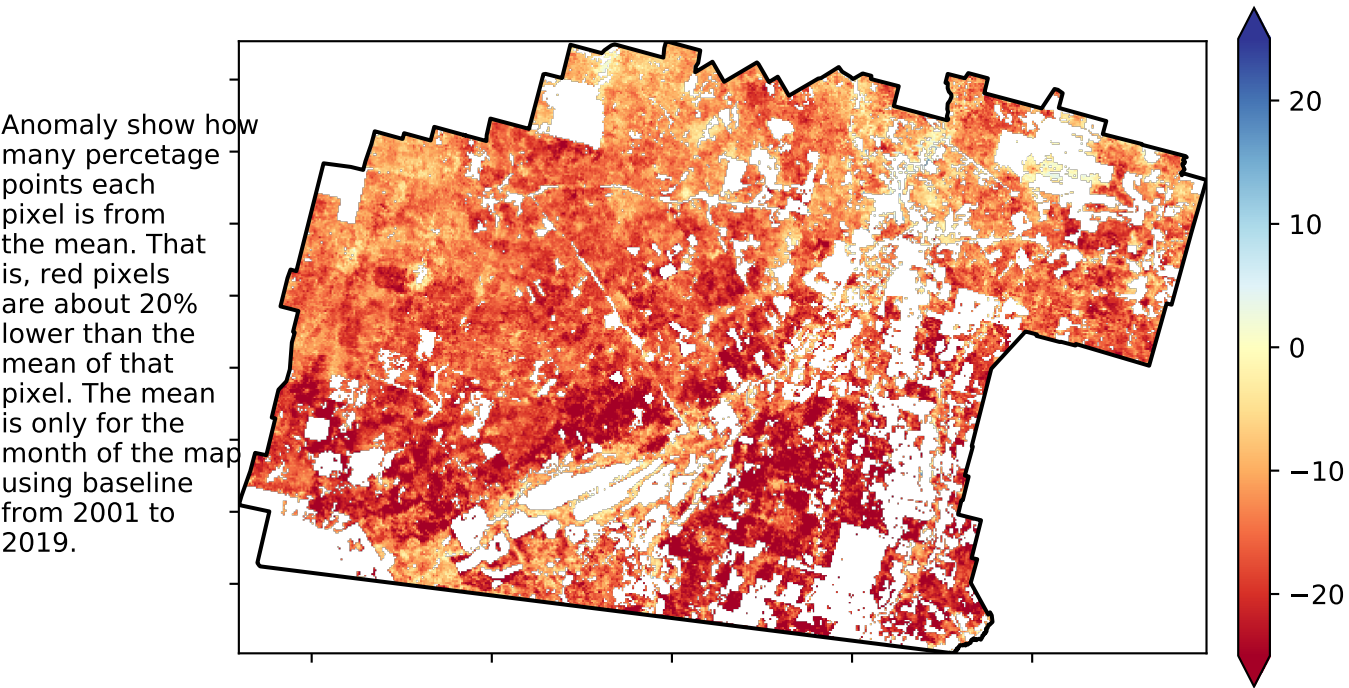 Anomaly show how
many percetage
points each
pixel is from
the mean. That
is, red pixels
are about 20%
lower than the
mean of that
pixel. The mean
is only for the
month of the map
using baseline
from 2001 to
2019.
20
10
0
−10
−20